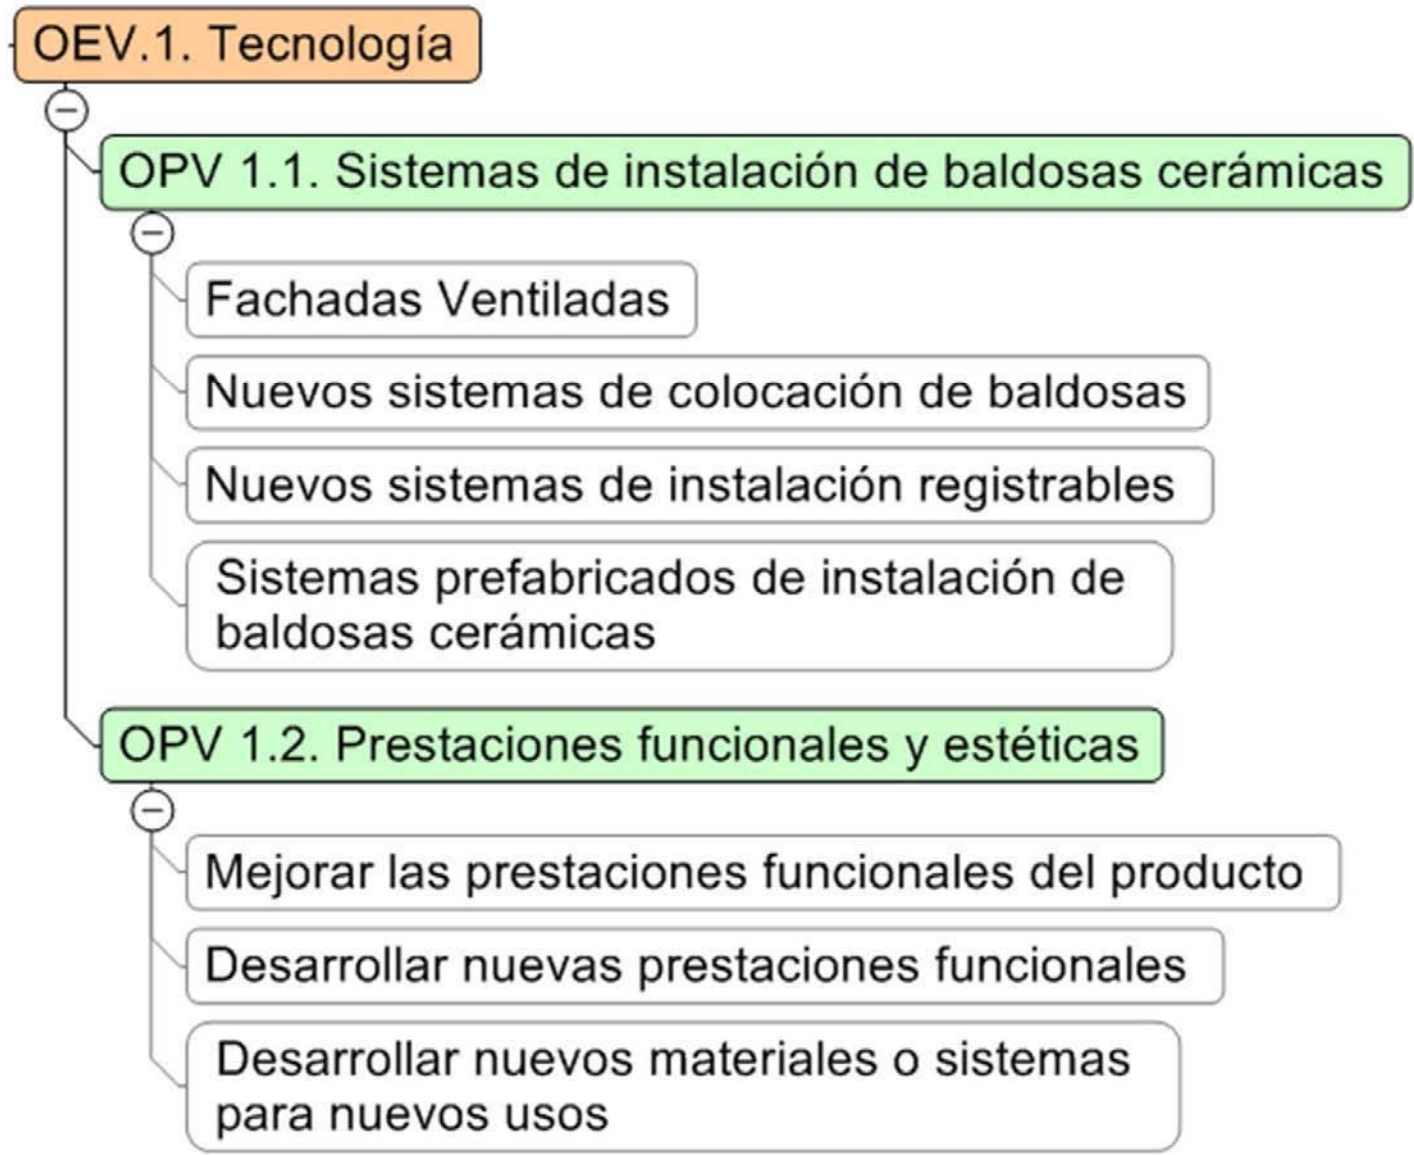 OEV.1. Tecnología
OPV 1.1. Sistemas de instalación de baldosas cerámicas
Fachadas Ventiladas
Nuevos sistemas de colocación de baldosas
Nuevos sistemas de instalación registrables
Sistemas prefabricados de instalación de
baldosas cerámicas
OPV 1.2. Prestaciones funcionales y estéticas
Mejorar las prestaciones funcionales del producto
Desarrollar nuevas prestaciones funcionales
Desarrollar nuevos materiales o sistemas
para nuevos usos